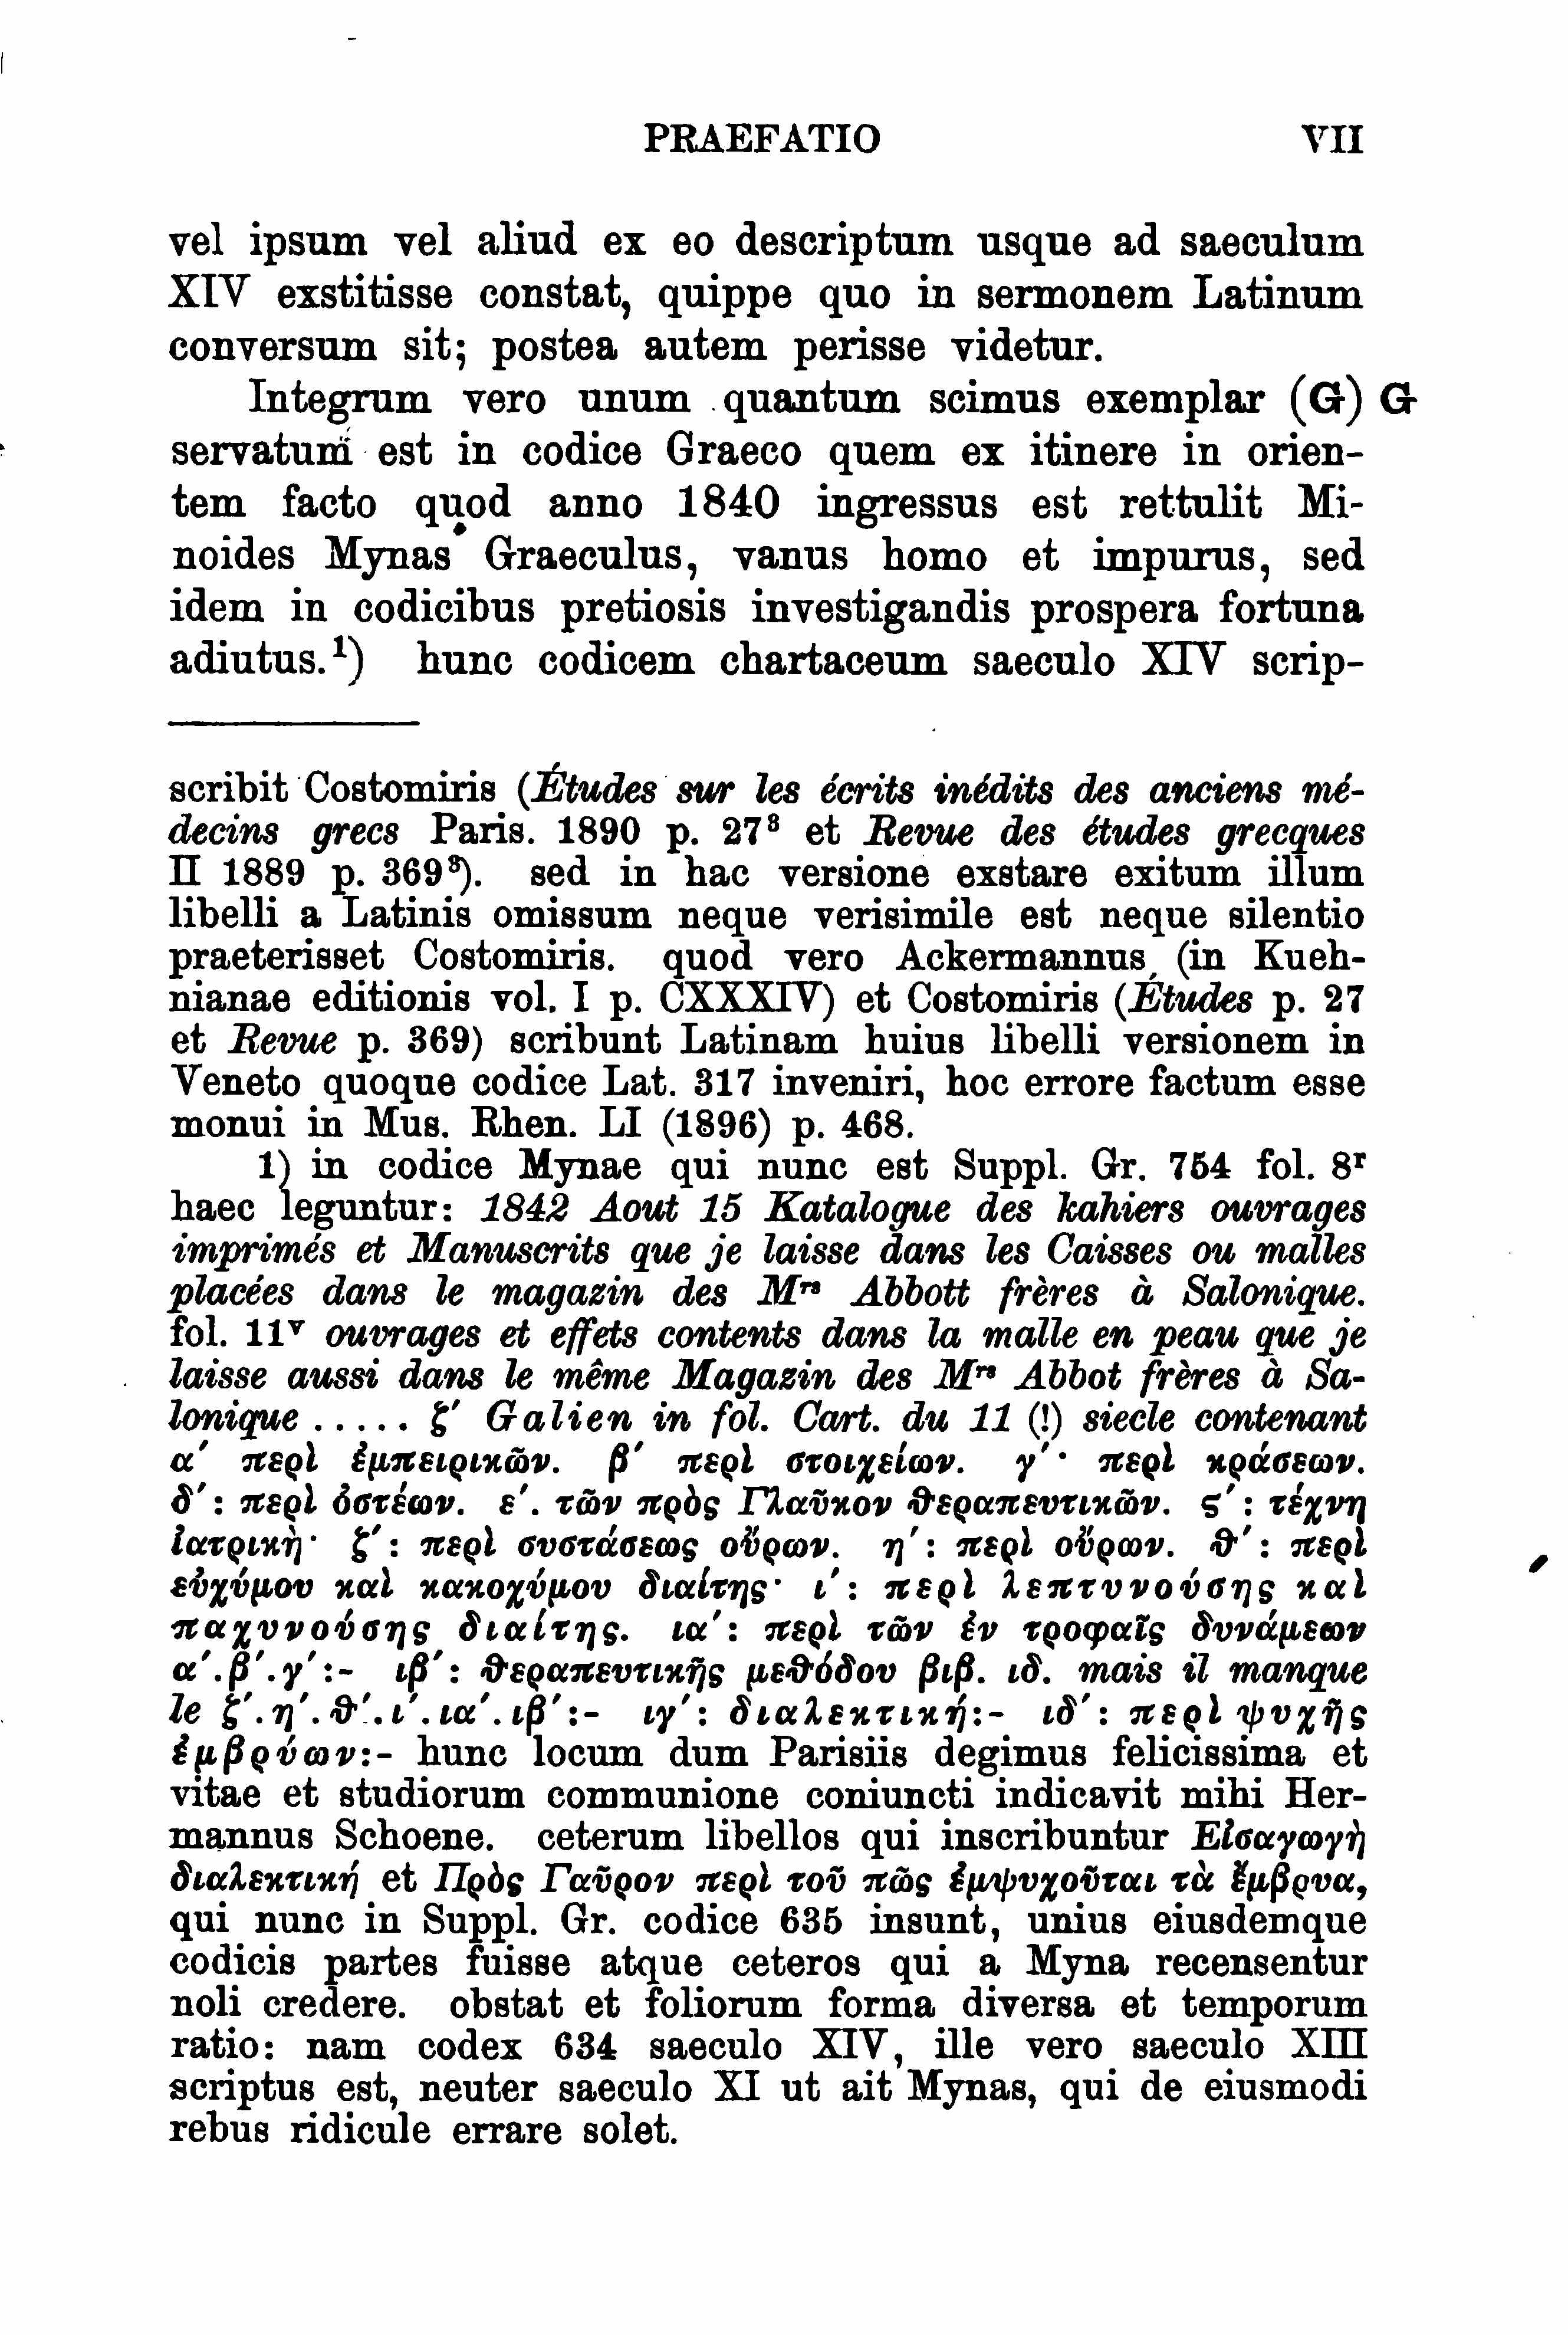 PRAEFATIO VII
vel ipsum vel aliud ex eo descriptum usque ad saeculum
XIV exstitisse constat, quippe quo in sermonem Latinum
conversum sit; postea autem perisse videtur.
Integrum vero unum quantum scimus exemplar (G) G
servatum est in codice Graeco quem ex itinere in orien-
tem facto quod anno 1840 ingressus est rettulit Mi-
noides Mynas Graeculus, vanus homo et impurus, sed
idem in codicibus pretiosis investigandis prospera fortuna
adiutus.¹) hunc codicem chartaceum saeculo XIV scrip-
scribit Costomiris (Études sur les écrits inédits des anciens mé-
decins grecs Paris. 1890 p. 27³ et Revue des études grecques
II 1889 p. 369³). sed in hac versione exstare exitum illum
libelli a Latinis omissum neque verisimile est neque silentio
praeterisset Costomiris. quod vero Ackermannus (in Kueh-
nianae editionis vol. I p. CXXXIV) et Costomiris (Études p. 27
et Revue p. 369) scribunt Latinam huius libelli versionem in
Veneto quoque codice Lat. 317 inveniri, hoc errore factum esse
monui in Mus. Rhen. LI (1896) p. 468.
1) in codice Mynae qui nunc est Suppl. Gr. 754 fol. 8ʳ
haec leguntur: 1842 Aout 15 Katalogue des kahiers ouvrages
imprimés et Manuscrits que je laisse dans les Caisses ou malles
placées dans le magazin des Mʳˢ Abbott frères à Salonique.
fol. 11ᵛ ouvrages et effets contents dans la malle en peau que je
laisse aussi dans le même Magazin des Mʳˢ Abbot frères à Sa-
lonique ..... ξ′ Galien in fol. Cart. du 11 (!) siecle contenant
α′ περὶ ἐμπειρικῶν. β′ περὶ στοιχείων. γ′· περὶ κράσεων.
δ′: περὶ ὀστέων. ε′. τῶν πρὸς Γλαῦκον θεραπευτικῶν. ϛ′: τέχνη
ἰατρικὴ· ζ′: περὶ συστάσεως οὔρων. η′: περὶ οὔρων. θ′: περὶ
εὐχύμου καὶ κακοχύμου διαίτης· ι′: περὶ λεπτυνούσης καὶ
παχυνούσης διαίτης. ια′: περὶ τῶν ἐν τροφαῖς δυνάμεων
α′.β′.γ′:- ιβ′: θεραπευτικῆς μεθόδου βιβ. ιδ. mais il manque
le ζ′.η′.θ′.ι′.ια′.ιβ′:- ιγ′: διαλεκτική:- ιδ′: περὶ ψυχῆς
ἐμβρύων:- hunc locum dum Parisiis degimus felicissima et
vitae et studiorum communione coniuncti indicavit mihi Her-
mannus Schoene. ceterum libellos qui inscribuntur Εἰσαγωγὴ
διαλεκτική et Πρὸς Γαῦρον περὶ τοῦ πῶς ἐμψυχοῦται τὰ ἔμβρυα,
qui nunc in Suppl. Gr. codice 635 insunt, unius eiusdemque
codicis partes fuisse atque ceteros qui a Myna recensentur
noli credere. obstat et foliorum forma diversa et temporum
ratio: nam codex 634 saeculo XIV, ille vero saeculo XIII
scriptus est, neuter saeculo XI ut ait Mynas, qui de eiusmodi
rebus ridicule errare solet.